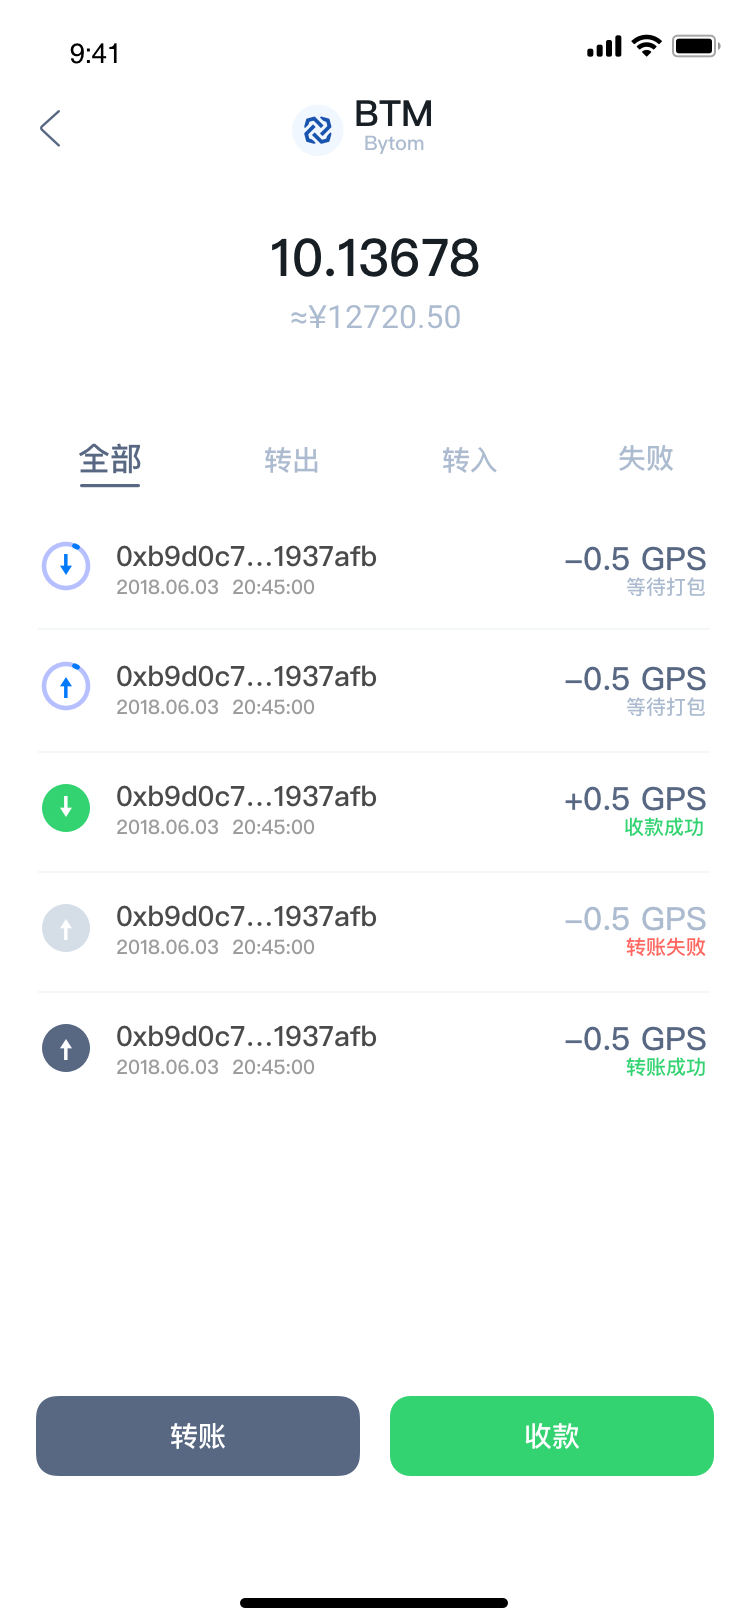 9:41
BTM
Bytom
10.13678
≈¥12720.50
全部 转出 转入 失败
0xb9d0c7...1937afb –0.5 GPS
2018.06.03 20:45:00 等待打包
0xb9d0c7...1937afb –0.5 GPS
2018.06.03 20:45:00 等待打包
0xb9d0c7...1937afb +0.5 GPS
2018.06.03 20:45:00 收款成功
0xb9d0c7...1937afb –0.5 GPS
2018.06.03 20:45:00 转账失败
0xb9d0c7...1937afb –0.5 GPS
2018.06.03 20:45:00 转账成功
转账 收款